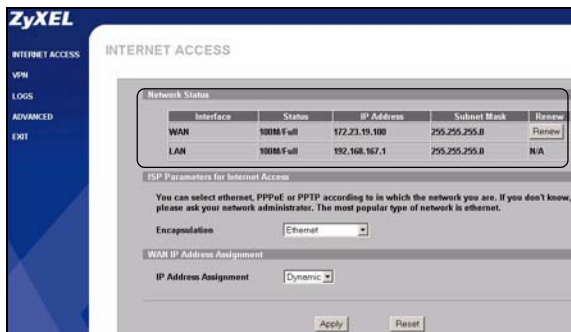 ZyXEL
INTERNET ACCESS
VPN
LOGS
ADVANCED
EXIT
INTERNET ACCESS
Network Status
Interface Status IP Address Subnet Mask Renew
WAN 100M/Full 172.23.19.100 255.255.255.0 Renew
LAN 100M/Full 192.168.167.1 255.255.255.0 N/A
ISP Parameters for Internet Access
You can select ethernet, PPPoE or PPTP according to in which the network you are. If you don't know,
please ask your network administrator. The most popular type of network is ethernet.
Encapsulation Ethernet
WAN IP Address Assignment
IP Address Assignment Dynamic
Apply Reset